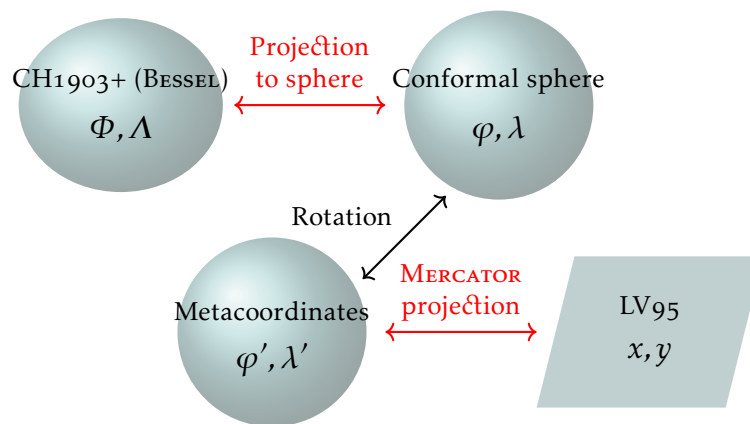 Projection
to sphere
CH1903+ (Bessel)
Φ, Λ
Conformal sphere
φ, λ
Rotation
Mercator
projection
Metacoordinates
φ′, λ′
LV95
x, y